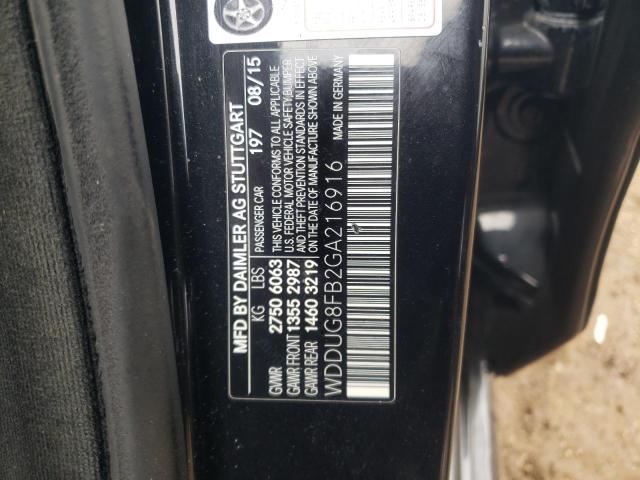 MFD BY DAIMLER AG STUTTGART
KG LBS PASSENGER CAR 197 08/15
GVWR 2750 6063 THIS VEHICLE CONFORMS TO ALL APPLICABLE
GAWR FRONT 1355 2987 U.S. FEDERAL MOTOR VEHICLE SAFETY, BUMPER
GAWR REAR 1460 3219 AND THEFT PREVENTION STANDARDS IN EFFECT
ON THE DATE OF MANUFACTURE SHOWN ABOVE
WDDUG8FB2GA216916 MADE IN GERMANY